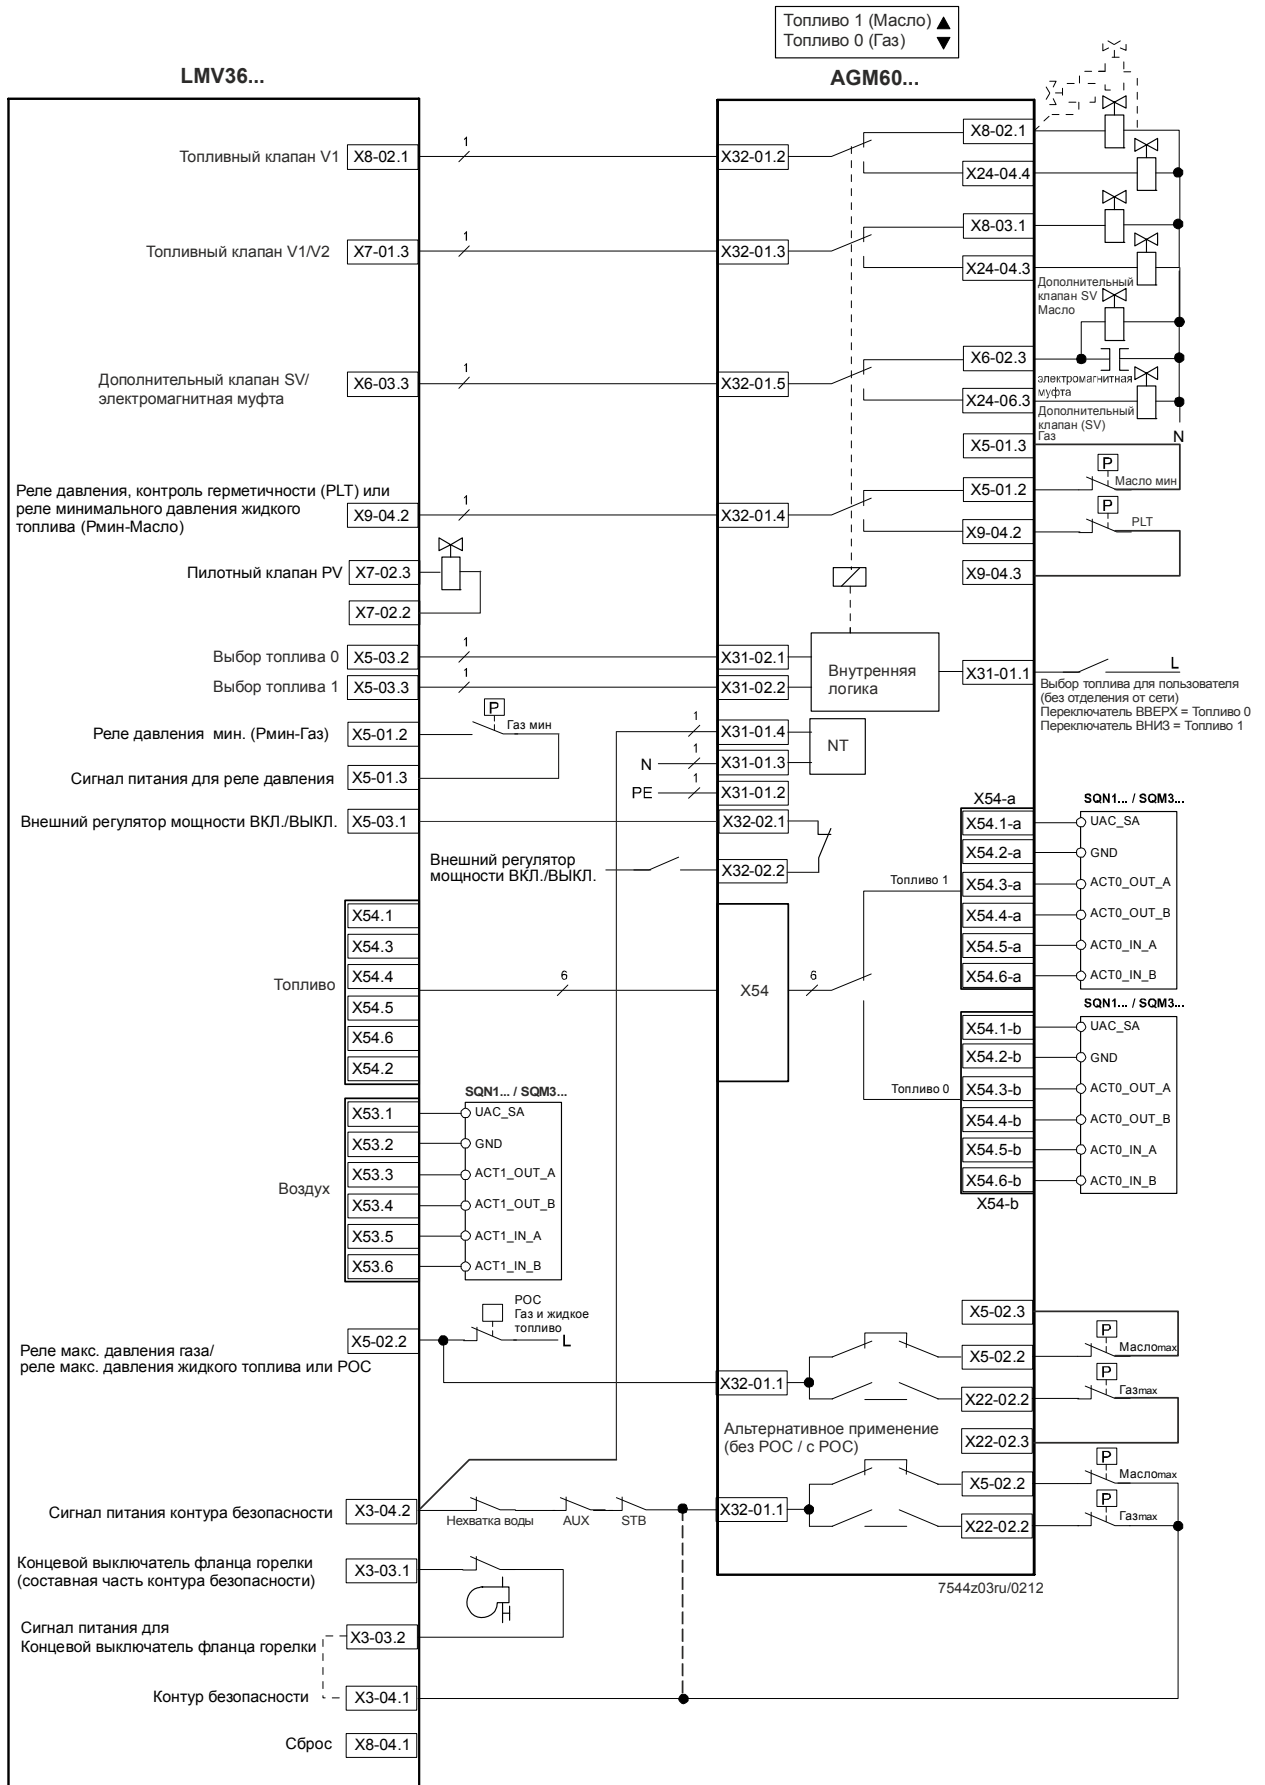 Топливо 1 (Масло) ▲
Топливо 0 (Газ) ▼
LMV36...
AGM60...
Топливный клапан V1
X8-02.1
1
X32-01.2
X8-02.1
X24-04.4
Топливный клапан V1/V2
X7-01.3
1
X32-01.3
X8-03.1
X24-04.3
Дополнительный
клапан SV
Масло
Дополнительный клапан SV/
электромагнитная муфта
X6-03.3
1
X32-01.5
X6-02.3
электромагнитная
муфта
X24-06.3
Дополнительный
клапан (SV)
Газ
N
X5-01.3
Реле давления, контроль герметичности (PLT) или
реле минимального давления жидкого
топлива (Pмин-Масло)
X9-04.2
1
X32-01.4
X5-01.2
P
Масло мин
X9-04.2
P
PLT
X9-04.3
Пилотный клапан PV
X7-02.3
X7-02.2
Выбор топлива 0
X5-03.2
1
X31-02.1
Выбор топлива 1
X5-03.3
1
X31-02.2
Внутренняя
логика
X31-01.1
L
Выбор топлива для пользователя
(без отделения от сети)
Переключатель ВВЕРХ = Топливо 0
Переключатель ВНИЗ = Топливо 1
Реле давления мин. (Pмин-Газ)
X5-01.2
P
Газ мин
1
X31-01.4
NT
N
1
X31-01.3
Сигнал питания для реле давления
X5-01.3
PE
1
X31-01.2
Внешний регулятор мощности ВКЛ./ВЫКЛ.
X5-03.1
X32-02.1
Внешний регулятор
мощности ВКЛ./ВЫКЛ.
X32-02.2
X54-a
SQN1... / SQM3...
X54.1-a
UAC_SA
X54.2-a
GND
Топливо 1
X54.3-a
ACT0_OUT_A
X54.4-a
ACT0_OUT_B
X54.5-a
ACT0_IN_A
X54.6-a
ACT0_IN_B
Топливо
X54.1
X54.3
X54.4
X54.5
X54.6
X54.2
6
X54
6
SQN1... / SQM3...
X54.1-b
UAC_SA
X54.2-b
GND
Топливо 0
X54.3-b
ACT0_OUT_A
X54.4-b
ACT0_OUT_B
X54.5-b
ACT0_IN_A
X54.6-b
ACT0_IN_B
X54-b
SQN1... / SQM3...
Воздух
X53.1
UAC_SA
X53.2
GND
X53.3
ACT1_OUT_A
X53.4
ACT1_OUT_B
X53.5
ACT1_IN_A
X53.6
ACT1_IN_B
POC
Газ и жидкое
топливо
L
Реле макс. давления газа/
реле макс. давления жидкого топлива или POC
X5-02.2
X32-01.1
X5-02.3
X5-02.2
P
Маслоmax
X22-02.2
P
Газmax
X22-02.3
Альтернативное применение
(без POC / с POC)
Сигнал питания контура безопасности
X3-04.2
Нехватка воды
AUX
STB
X32-01.1
X5-02.2
P
Маслоmax
X22-02.2
P
Газmax
Концевой выключатель фланца горелки
(составная часть контура безопасности)
X3-03.1
7544z03ru/0212
Сигнал питания для
Концевой выключатель фланца горелки
X3-03.2
Контур безопасности
X3-04.1
Сброс
X8-04.1